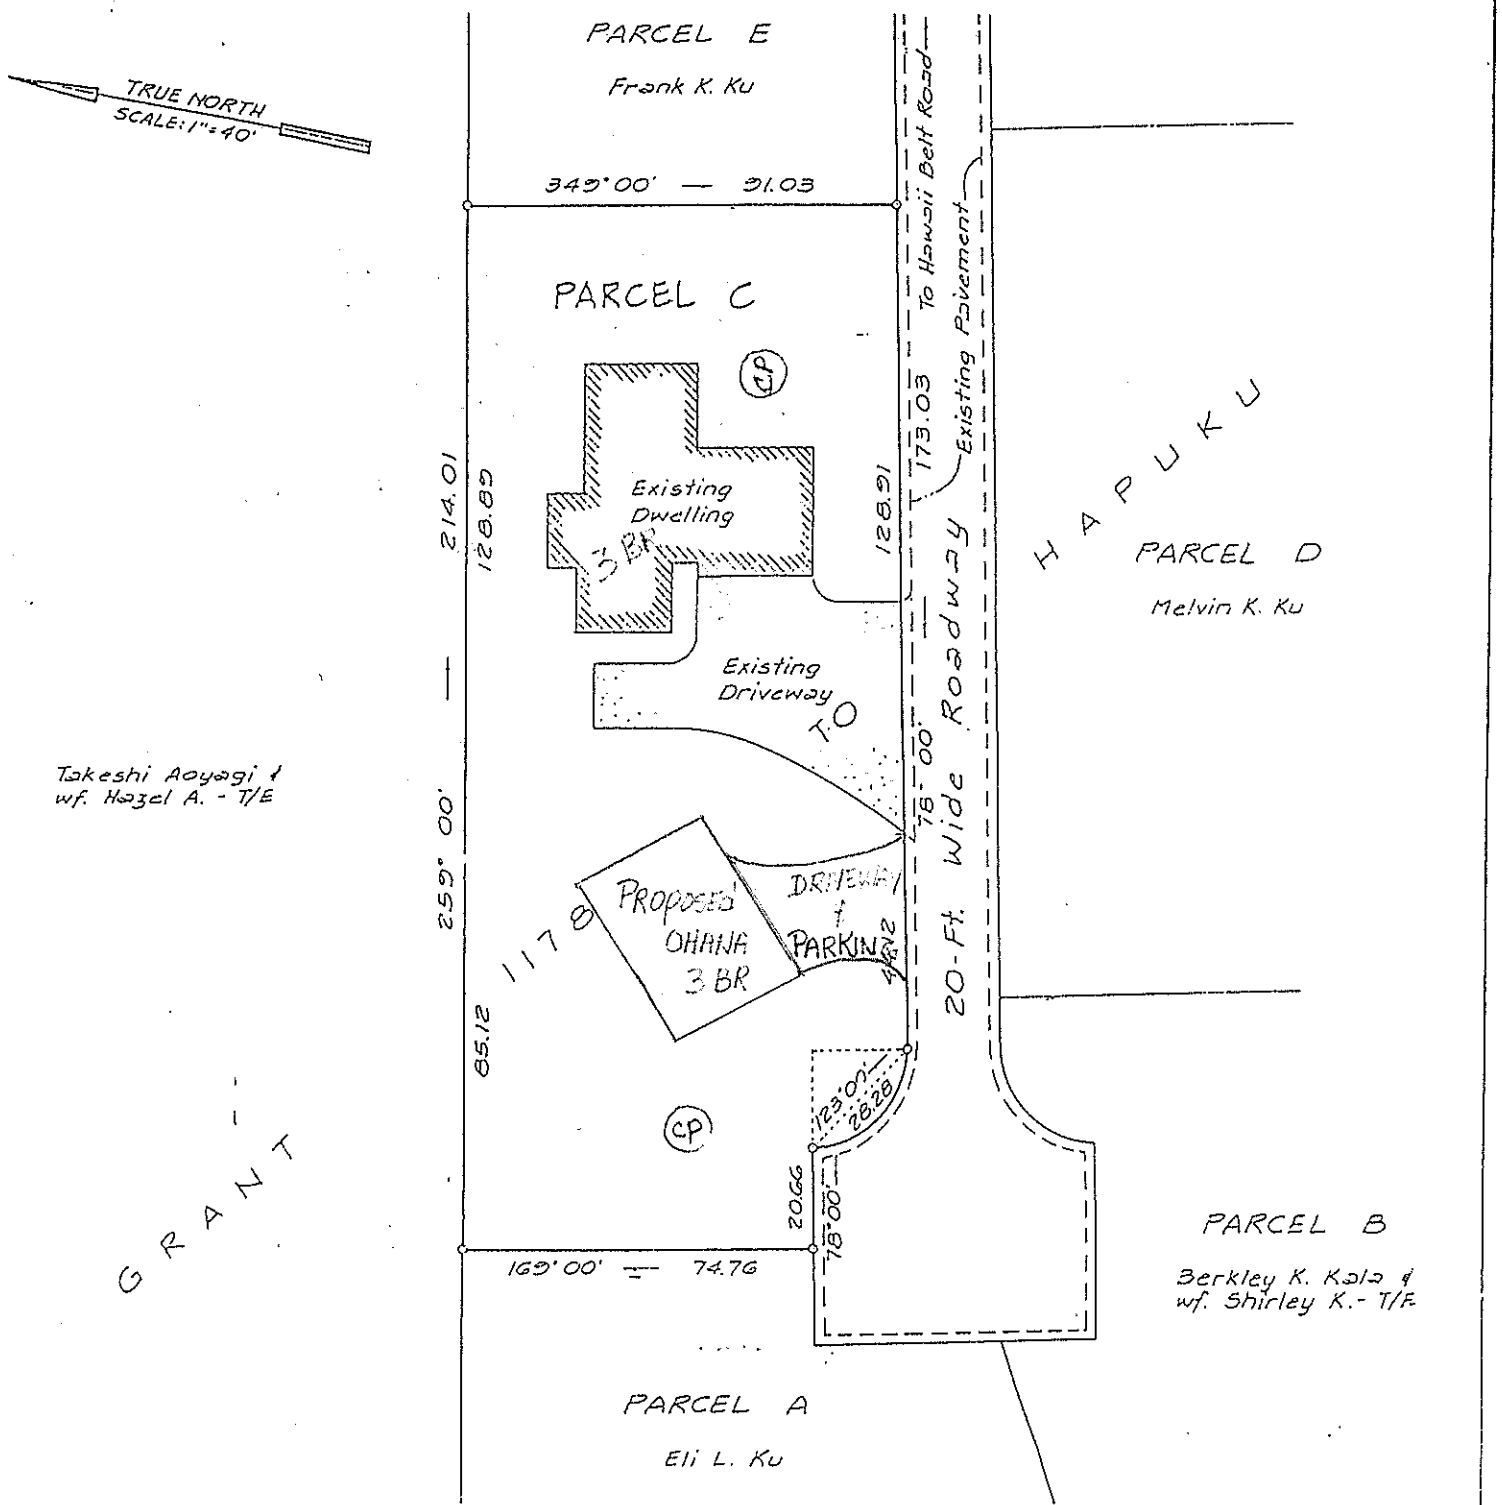 PARCEL E
Frank K. Ku
TRUE NORTH
SCALE: 1"=40'
349°00' — 91.03
To Hawaii Belt Road
Existing Pavement
PARCEL C
CP
173.03
128.91
214.01
128.89
Existing
Dwelling
3 BR
HAPUKU
PARCEL D
Melvin K. Ku
Existing
Driveway
TO
78° 00'
20-Ft. Wide Roadway
Takeshi Aoyagi &
wf. Hazel A. - T/E
259° 00'
PROPOSED
OHANA
3 BR
DRIVEWAY
&
PARKING
1178
85.12
123°07'
28.28
CP
20.66
78°00'
GRANT
169°00' — 74.76
PARCEL B
Berkley K. Kala &
wf. Shirley K. - T/E
PARCEL A
Eli L. Ku